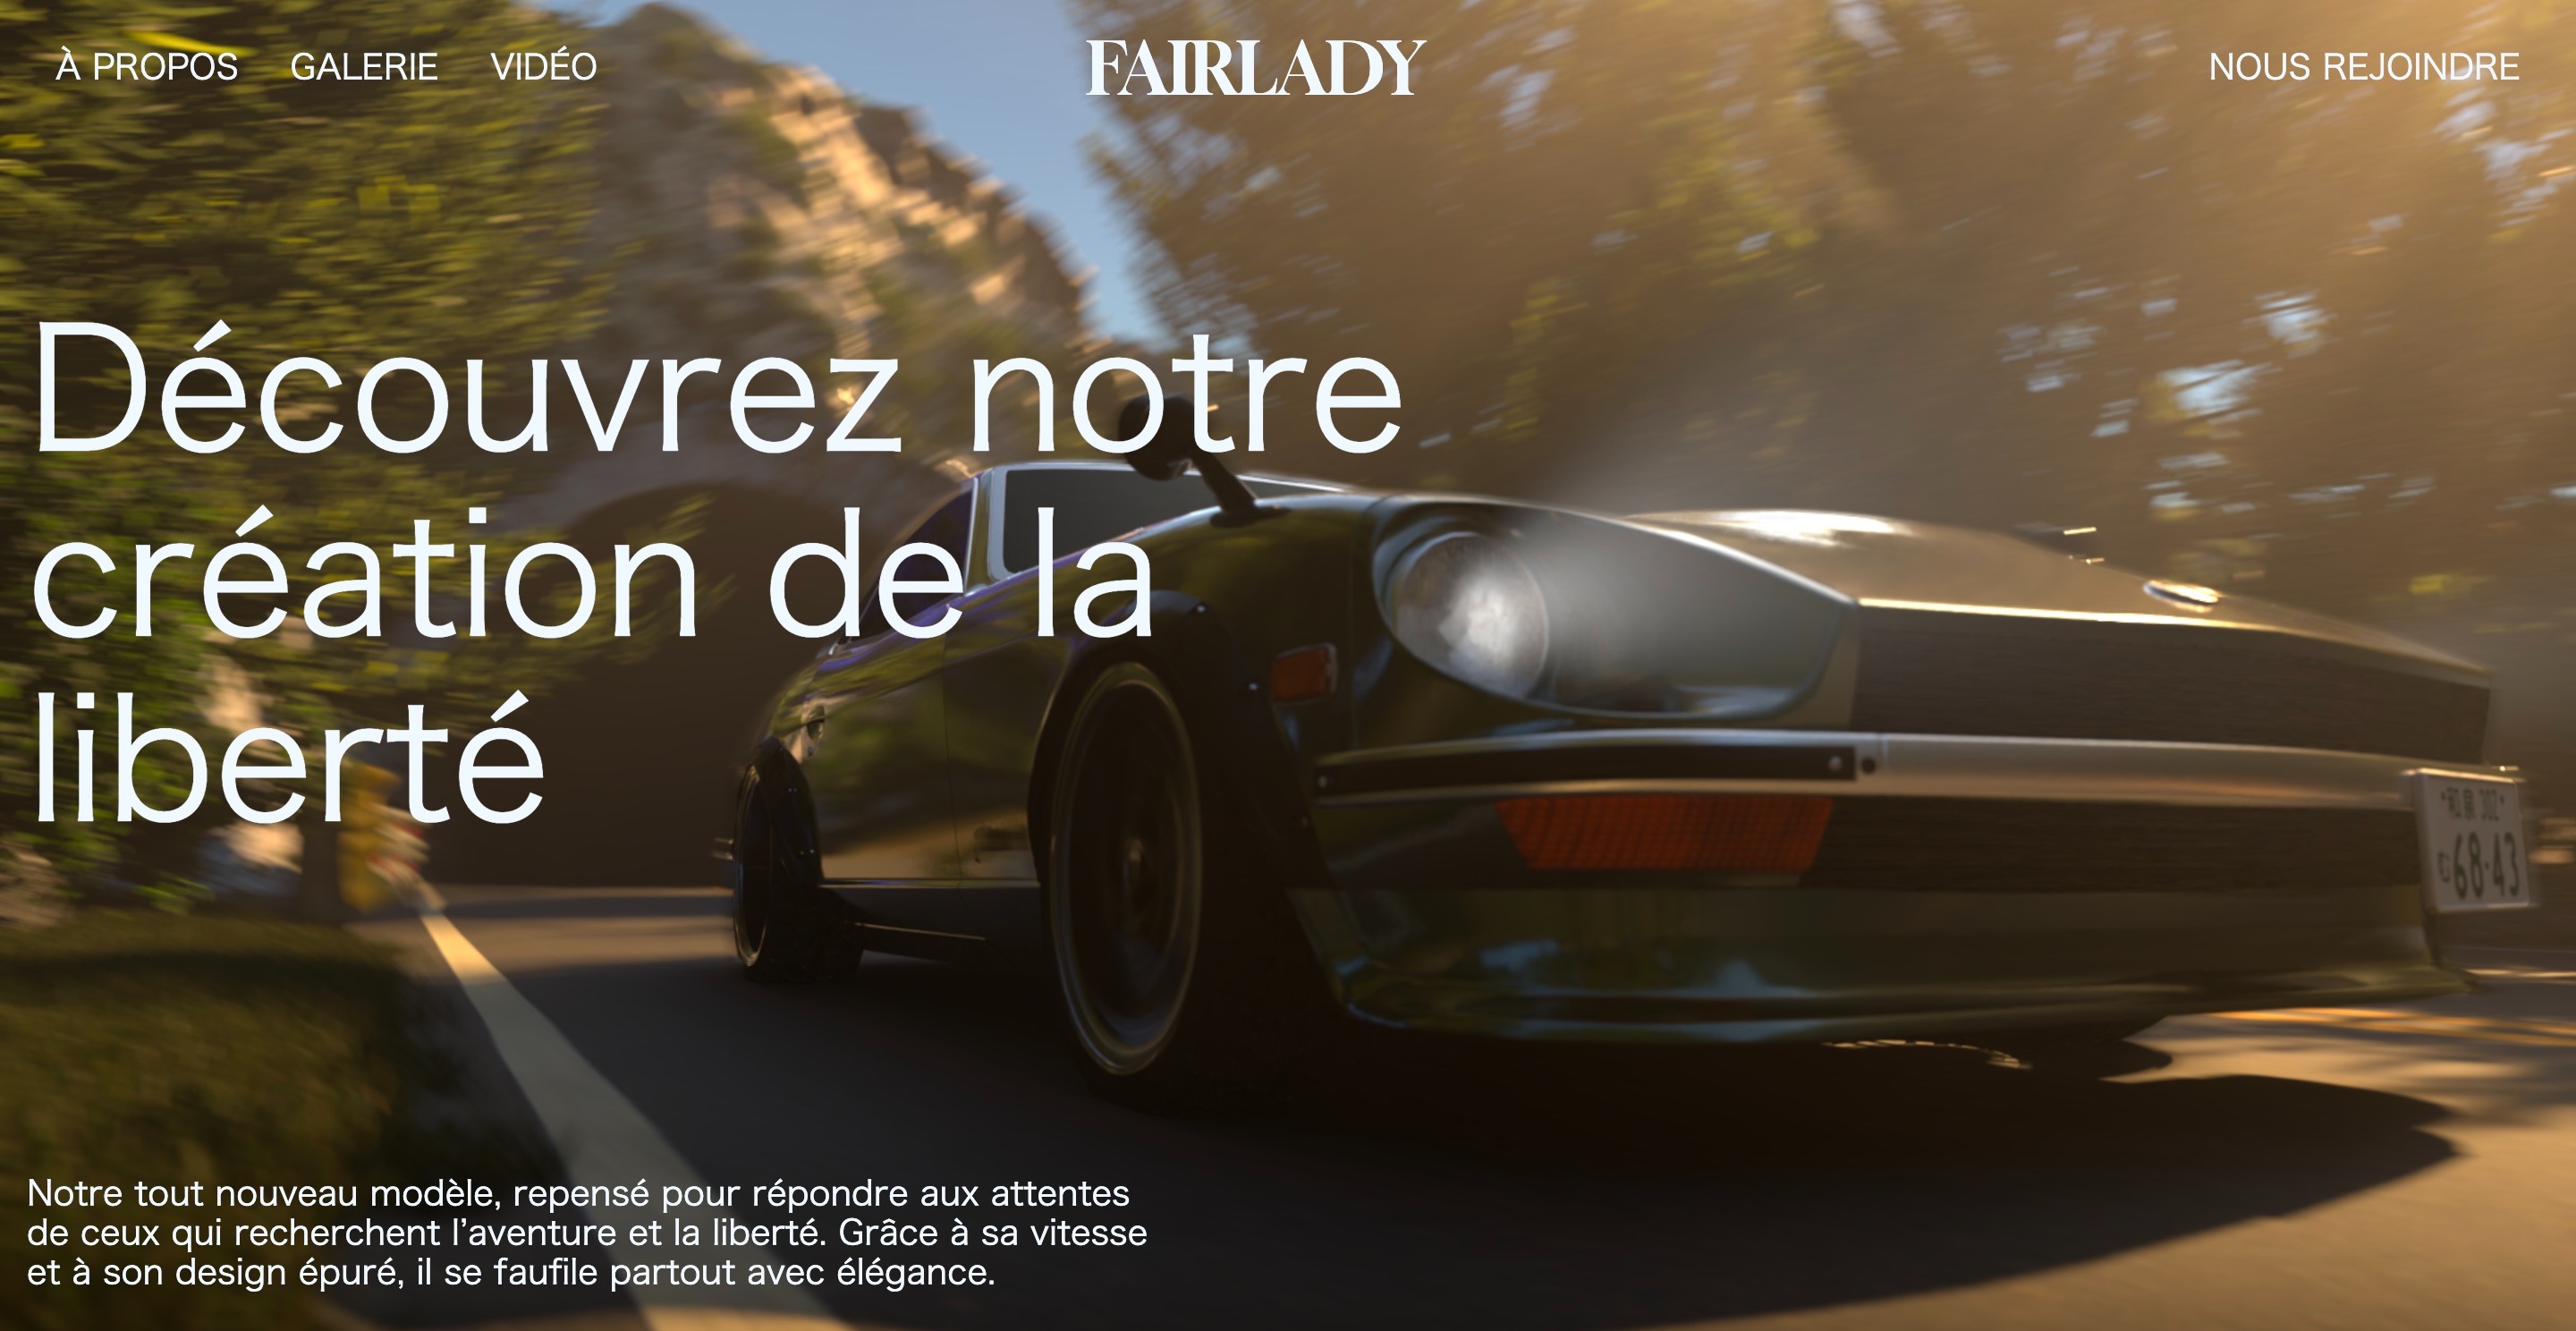 À PROPOS GALERIE VIDÉO FAIRLADY NOUS REJOINDRE
Découvrez notre
création de la
liberté
68-43
Notre tout nouveau modèle, repensé pour répondre aux attentes
de ceux qui recherchent l’aventure et la liberté. Grâce à sa vitesse
et à son design épuré, il se faufile partout avec élégance.